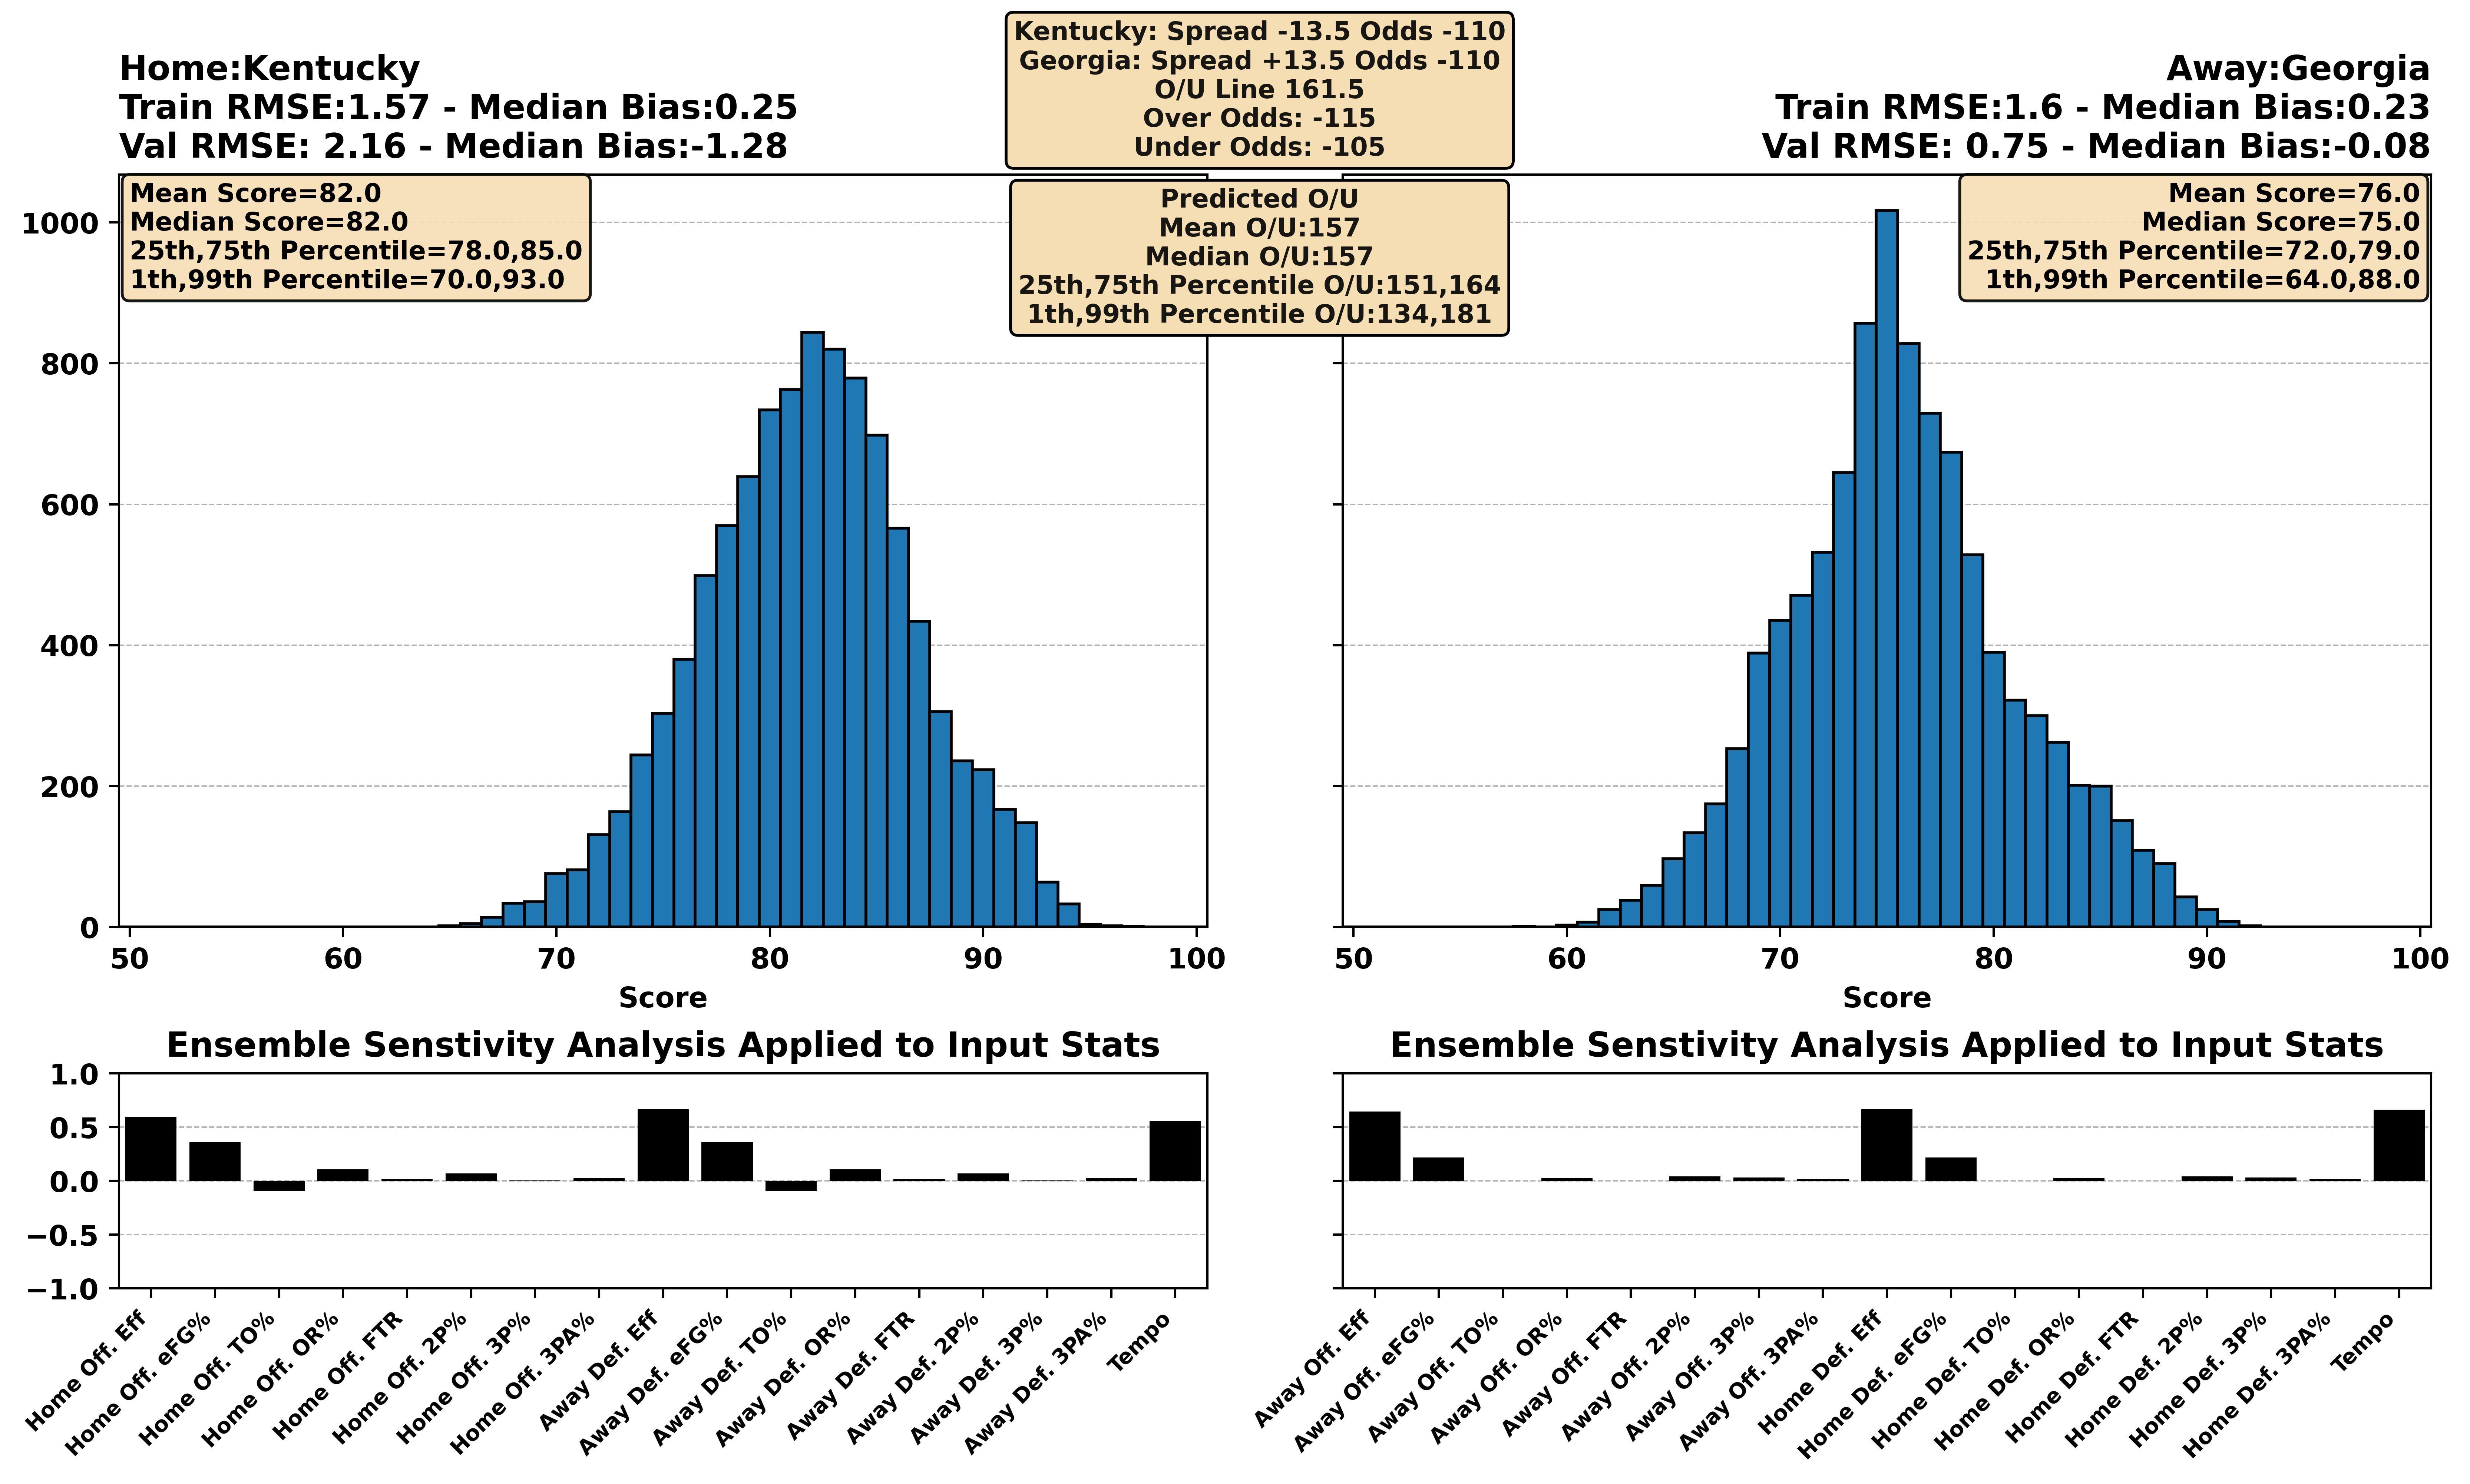 Kentucky: Spread -13.5 Odds -110
Georgia: Spread +13.5 Odds -110
O/U Line 161.5
Over Odds: -115
Under Odds: -105
Home:Kentucky
Train RMSE:1.57 - Median Bias:0.25
Val RMSE: 2.16 - Median Bias:-1.28
Away:Georgia
Train RMSE:1.6 - Median Bias:0.23
Val RMSE: 0.75 - Median Bias:-0.08
Mean Score=82.0
Median Score=82.0
25th,75th Percentile=78.0,85.0
1th,99th Percentile=70.0,93.0
Predicted O/U
Mean O/U:157
Median O/U:157
25th,75th Percentile O/U:151,164
1th,99th Percentile O/U:134,181
Mean Score=76.0
Median Score=75.0
25th,75th Percentile=72.0,79.0
1th,99th Percentile=64.0,88.0
1000
800
600
400
200
0
50 60 70 80 90 100
Score
50 60 70 80 90 100
Score
Ensemble Senstivity Analysis Applied to Input Stats
1.0
0.5
0.0
−0.5
−1.0
Home Off. Eff
Home Off. eFG%
Home Off. TO%
Home Off. OR%
Home Off. FTR
Home Off. 2P%
Home Off. 3P%
Home Off. 3PA%
Away Def. Eff
Away Def. eFG%
Away Def. TO%
Away Def. OR%
Away Def. FTR
Away Def. 2P%
Away Def. 3P%
Away Def. 3PA%
Tempo
Ensemble Senstivity Analysis Applied to Input Stats
Away Off. Eff
Away Off. eFG%
Away Off. TO%
Away Off. OR%
Away Off. FTR
Away Off. 2P%
Away Off. 3P%
Away Off. 3PA%
Home Def. Eff
Home Def. eFG%
Home Def. TO%
Home Def. OR%
Home Def. FTR
Home Def. 2P%
Home Def. 3P%
Home Def. 3PA%
Tempo